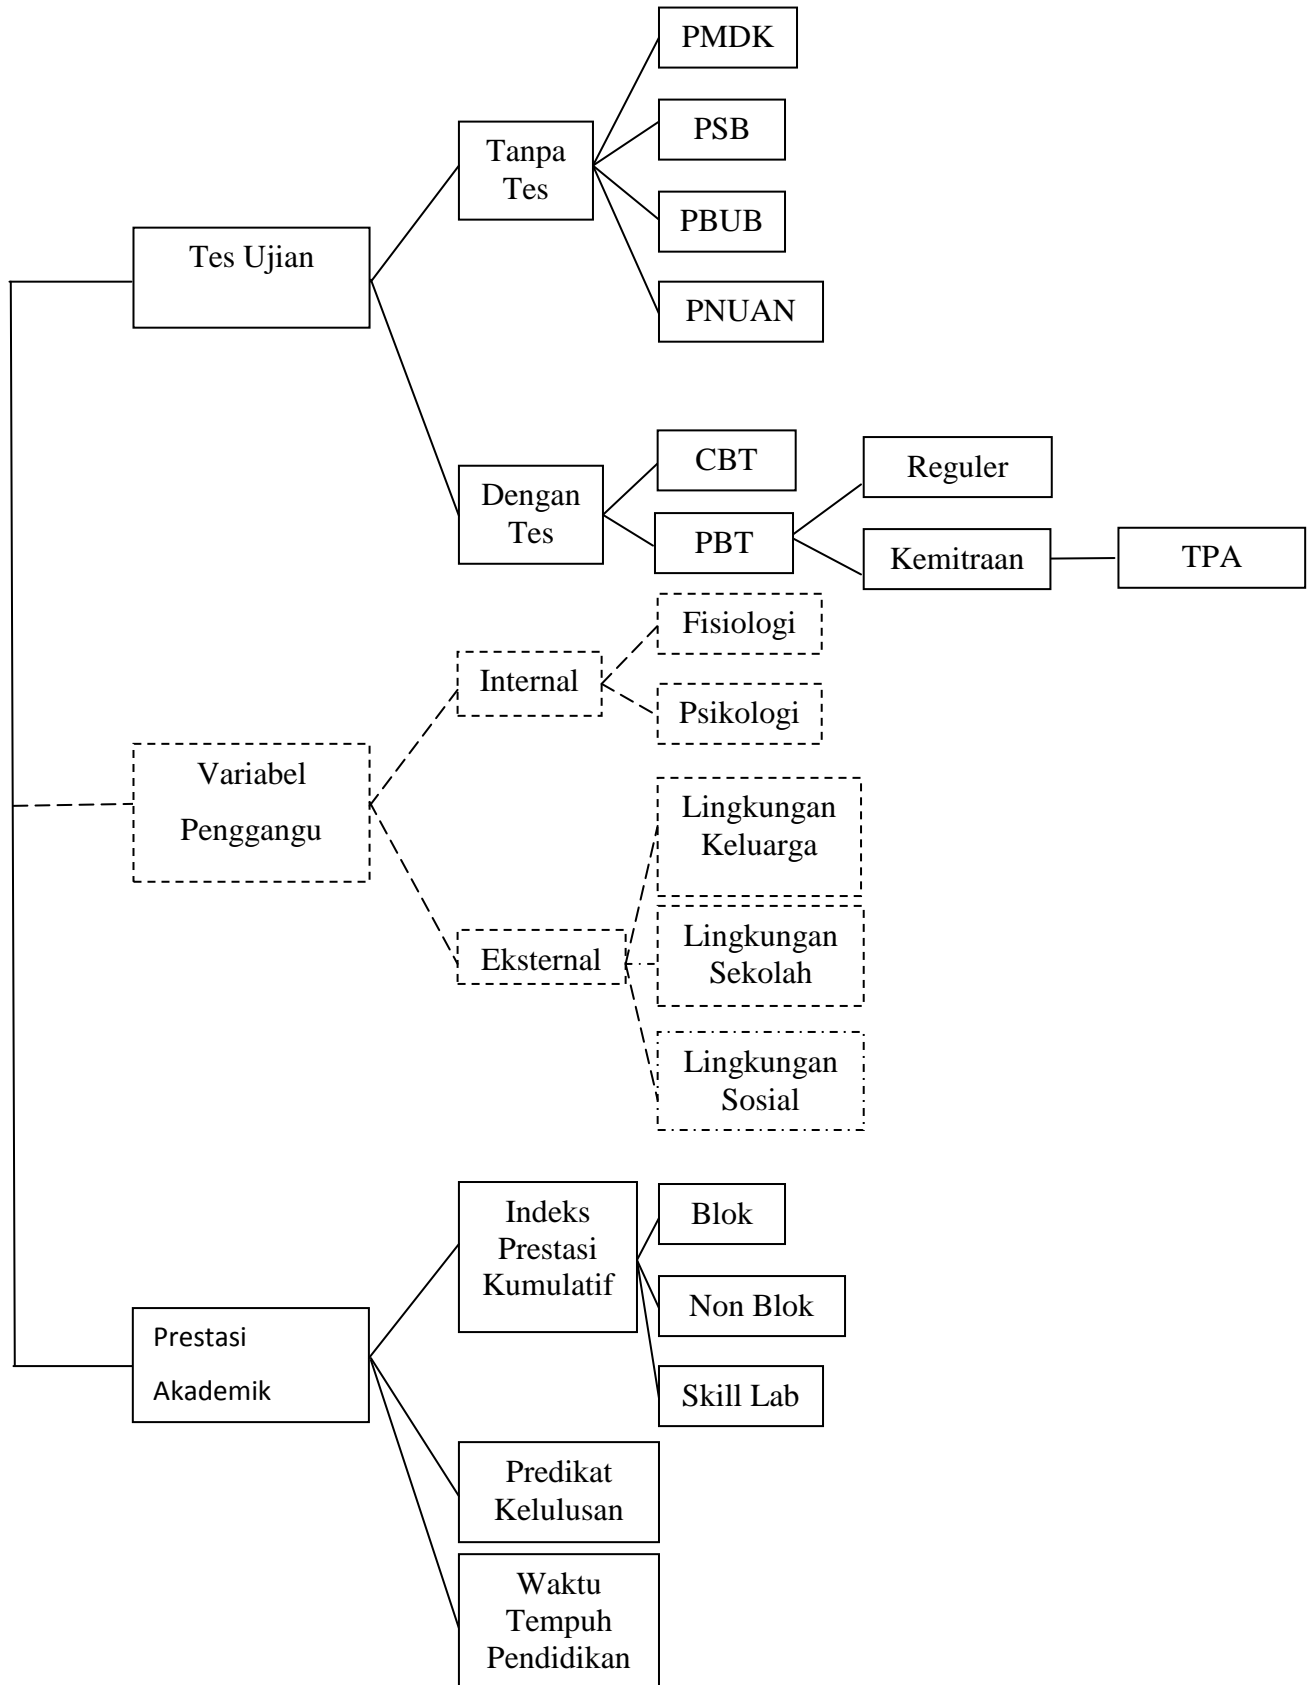 PMDK
PSB
Tanpa
Tes
PBUB
Tes Ujian
PNUAN
CBT
Reguler
Dengan
Tes
PBT
Kemitraan
TPA
Fisiologi
Internal
Psikologi
Variabel
Penggangu
Lingkungan
Keluarga
Eksternal
Lingkungan
Sekolah
Lingkungan
Sosial
Indeks
Prestasi
Kumulatif
Blok
Non Blok
Prestasi
Akademik
Skill Lab
Predikat
Kelulusan
Waktu
Tempuh
Pendidikan